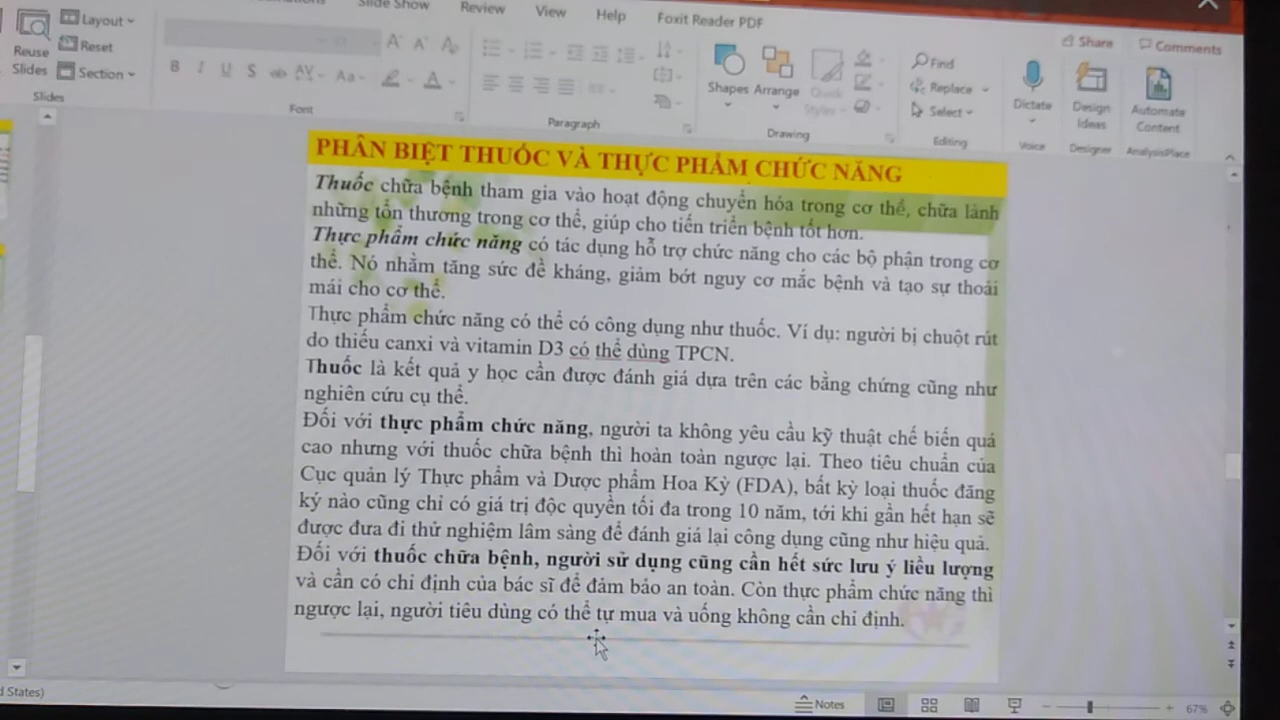 Slide Show Review View Help Foxit Reader PDF
Share Comments
Layout
Reset
Section
Reuse
Slides
Slides
B I U S ab AV Aa A
Font
Paragraph
Shapes Arrange Quick
Styles
Drawing
Find
Replace
Select
Editing
Dictate
Voice
Design
Ideas
Designer
Automate
Content
AnalysisPlace
PHÂN BIỆT THUỐC VÀ THỰC PHẨM CHỨC NĂNG
Thuốc chữa bệnh tham gia vào hoạt động chuyển hóa trong cơ thể, chữa lành
những tổn thương trong cơ thể, giúp cho tiến triển bệnh tốt hơn.
Thực phẩm chức năng có tác dụng hỗ trợ chức năng cho các bộ phận trong cơ
thể. Nó nhằm tăng sức đề kháng, giảm bớt nguy cơ mắc bệnh và tạo sự thoải
mái cho cơ thể.
Thực phẩm chức năng có thể có công dụng như thuốc. Ví dụ: người bị chuột rút
do thiếu canxi và vitamin D3 có thể dùng TPCN.
Thuốc là kết quả y học cần được đánh giá dựa trên các bằng chứng cũng như
nghiên cứu cụ thể.
Đối với thực phẩm chức năng, người ta không yêu cầu kỹ thuật chế biến quá
cao nhưng với thuốc chữa bệnh thì hoàn toàn ngược lại. Theo tiêu chuẩn của
Cục quản lý Thực phẩm và Dược phẩm Hoa Kỳ (FDA), bất kỳ loại thuốc đăng
ký nào cũng chỉ có giá trị độc quyền tối đa trong 10 năm, tới khi gần hết hạn sẽ
được đưa đi thử nghiệm lâm sàng để đánh giá lại công dụng cũng như hiệu quả.
Đối với thuốc chữa bệnh, người sử dụng cũng cần hết sức lưu ý liều lượng
và cần có chỉ định của bác sĩ để đảm bảo an toàn. Còn thực phẩm chức năng thì
ngược lại, người tiêu dùng có thể tự mua và uống không cần chỉ định.
d States)
Notes
67%